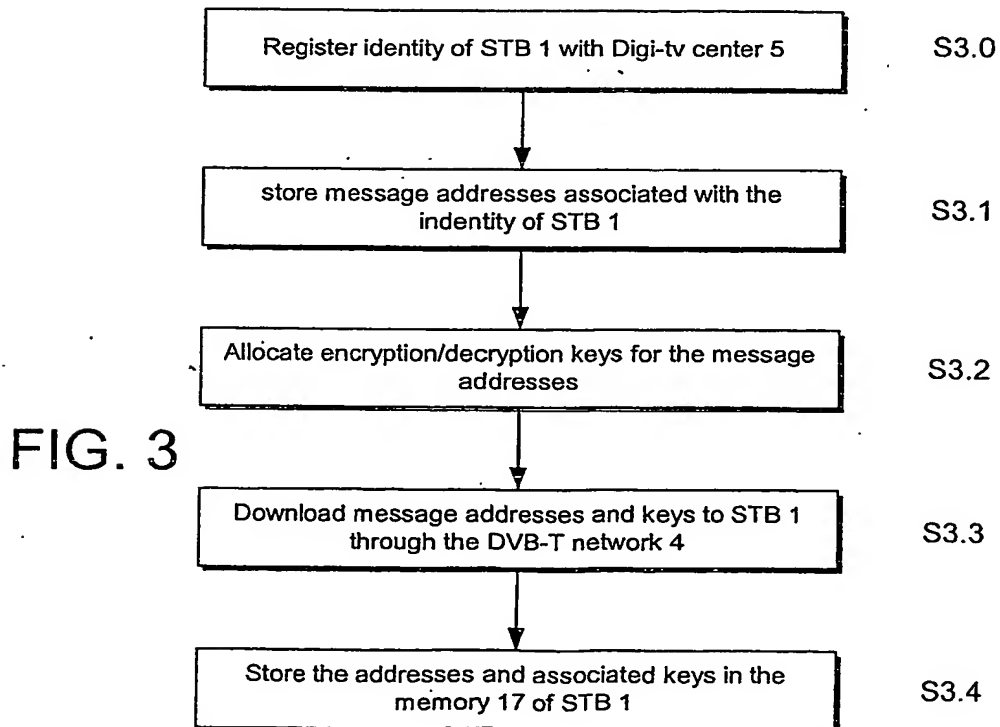 Register identity of STB 1 with Digi-tv center 5
S3.0
store message addresses associated with the
indentity of STB 1
S3.1
Allocate encryption/decryption keys for the message
addresses
S3.2
FIG. 3
Download message addresses and keys to STB 1
through the DVB-T network 4
S3.3
Store the addresses and associated keys in the
memory 17 of STB 1
S3.4